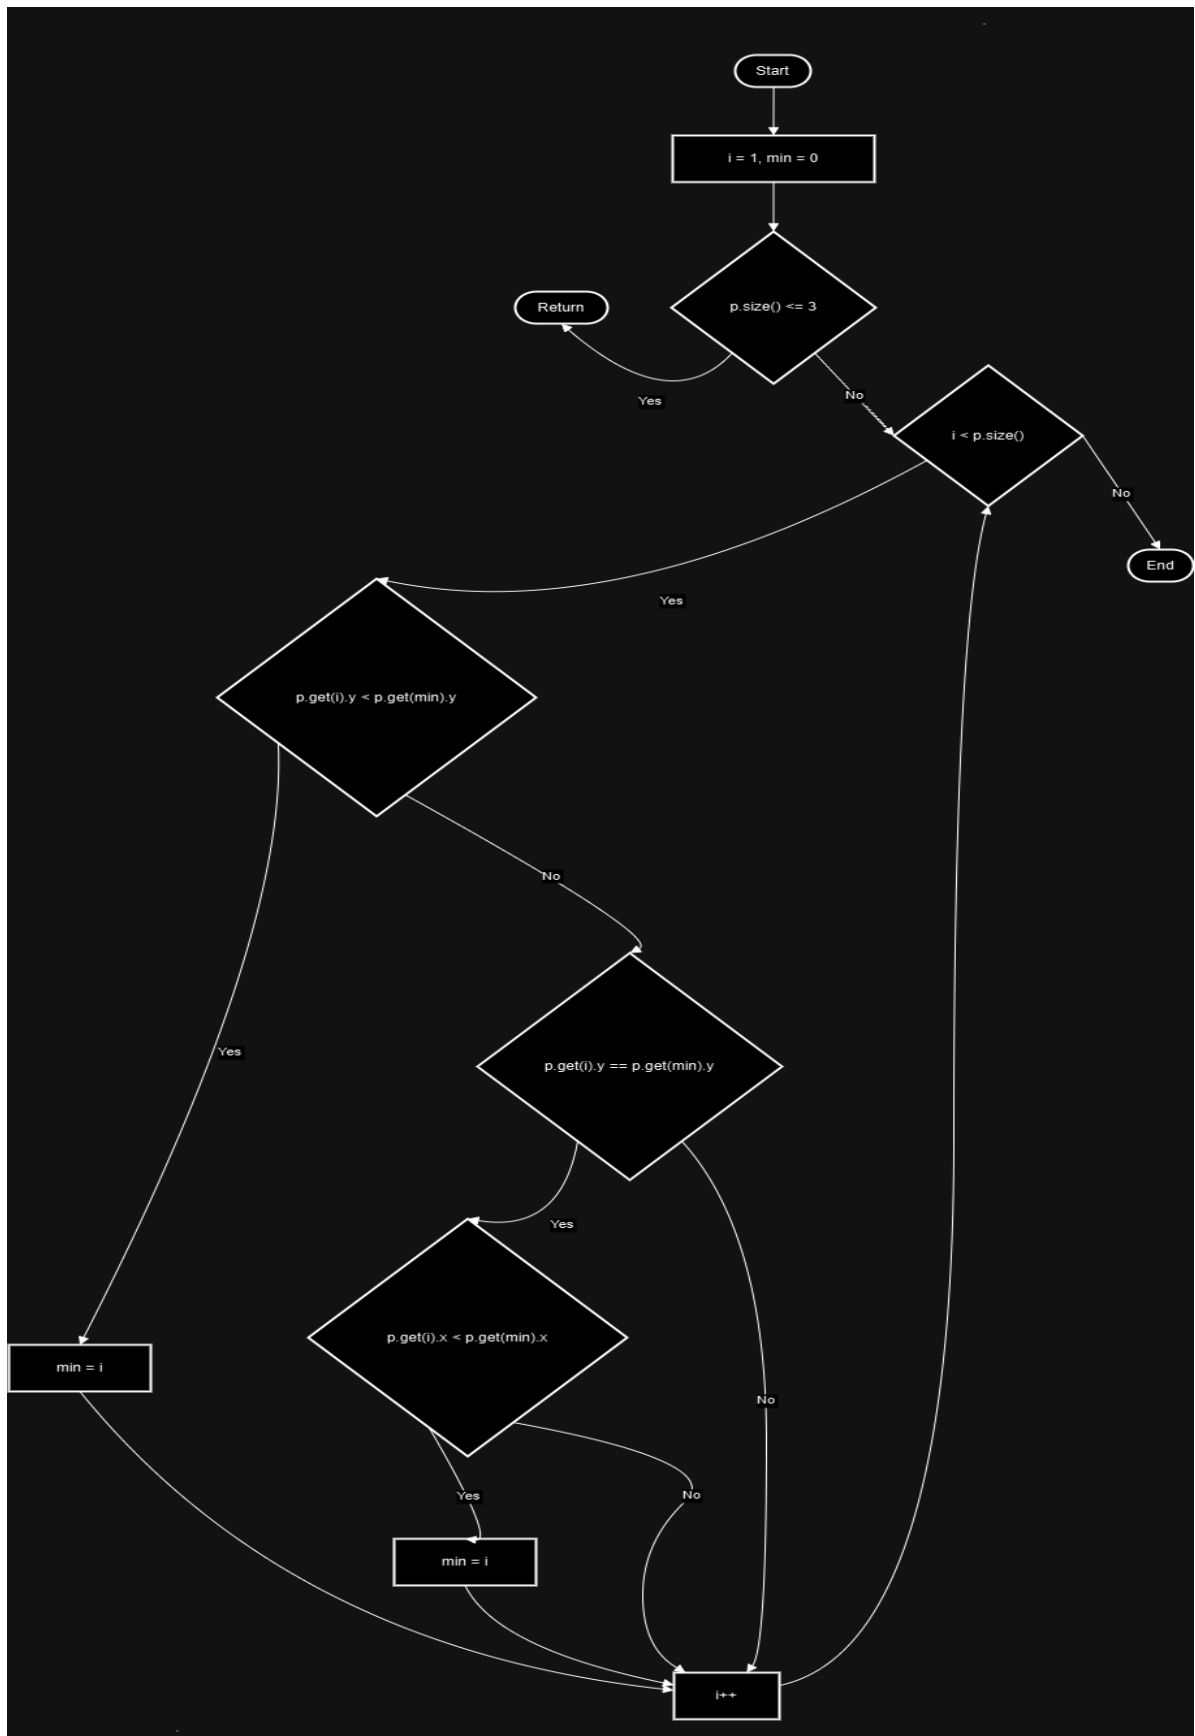 Start
i = 1, min = 0
p.size() <= 3
Return
Yes
No
i < p.size()
No
End
Yes
p.get(i).y < p.get(min).y
No
Yes
p.get(i).y == p.get(min).y
Yes
p.get(i).x < p.get(min).x
min = i
No
Yes
No
min = i
i++